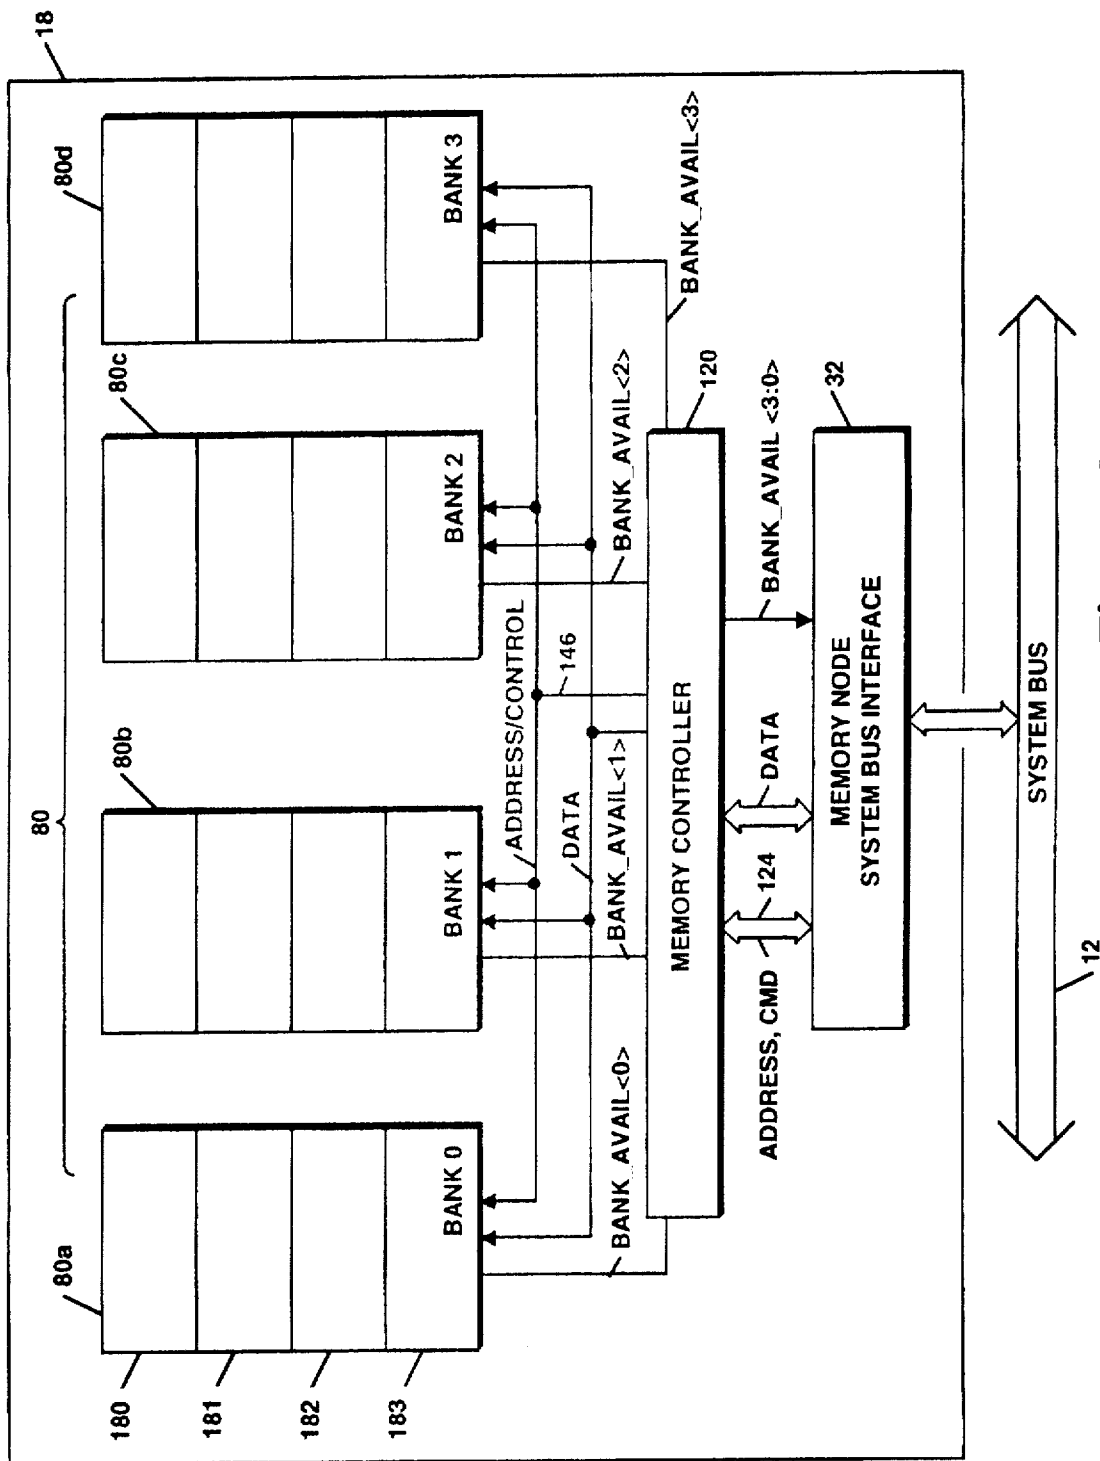 18
80
80a
80b
80c
80d
180
181
182
183
BANK 0
BANK 1
BANK 2
BANK 3
ADDRESS/CONTROL
DATA
146
BANK_AVAIL<0>
BANK_AVAIL<1>
BANK_AVAIL<2>
BANK_AVAIL<3>
MEMORY CONTROLLER
120
ADDRESS, CMD
124
DATA
BANK_AVAIL <3:0>
MEMORY NODE
SYSTEM BUS INTERFACE
32
SYSTEM BUS
12